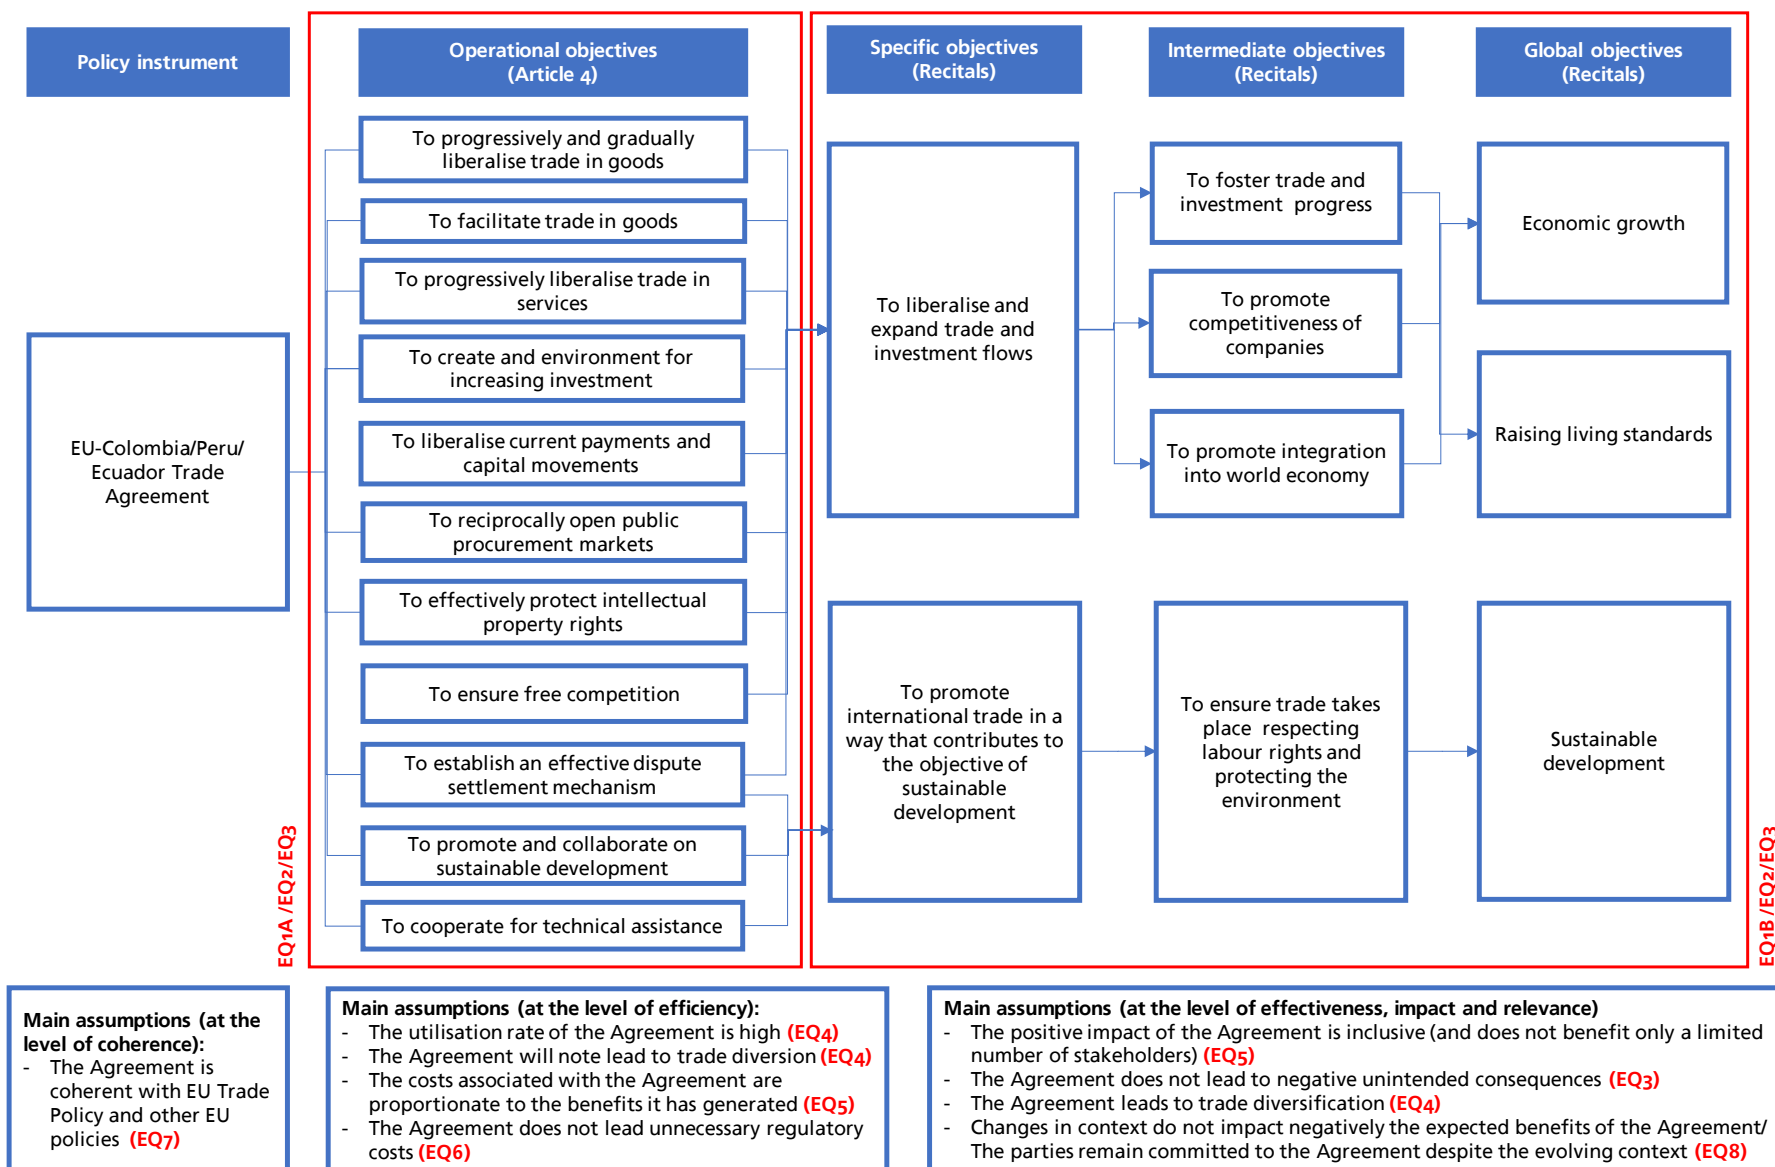 Policy instrument
Operational objectives
(Article 4)
Specific objectives
(Recitals)
Intermediate objectives
(Recitals)
Global objectives
(Recitals)
EU-Colombia/Peru/
Ecuador Trade
Agreement
To progressively and gradually
liberalise trade in goods
To facilitate trade in goods
To progressively liberalise trade in
services
To create and environment for
increasing investment
To liberalise current payments and
capital movements
To reciprocally open public
procurement markets
To effectively protect intellectual
property rights
To ensure free competition
To establish an effective dispute
settlement mechanism
To promote and collaborate on
sustainable development
To cooperate for technical assistance
EQ1A /EQ2/EQ3
To liberalise and
expand trade and
investment flows
To promote
international trade in a
way that contributes to
the objective of
sustainable
development
To foster trade and
investment progress
To promote
competitiveness of
companies
To promote integration
into world economy
To ensure trade takes
place respecting
labour rights and
protecting the
environment
Economic growth
Raising living standards
Sustainable
development
EQ1B /EQ2/EQ3
Main assumptions (at the
level of coherence):
- The Agreement is
coherent with EU Trade
Policy and other EU
policies (EQ7)
Main assumptions (at the level of efficiency):
- The utilisation rate of the Agreement is high (EQ4)
- The Agreement will note lead to trade diversion (EQ4)
- The costs associated with the Agreement are
proportionate to the benefits it has generated (EQ5)
- The Agreement does not lead unnecessary regulatory
costs (EQ6)
Main assumptions (at the level of effectiveness, impact and relevance)
- The positive impact of the Agreement is inclusive (and does not benefit only a limited
number of stakeholders) (EQ5)
- The Agreement does not lead to negative unintended consequences (EQ3)
- The Agreement leads to trade diversification (EQ4)
- Changes in context do not impact negatively the expected benefits of the Agreement/
The parties remain committed to the Agreement despite the evolving context (EQ8)